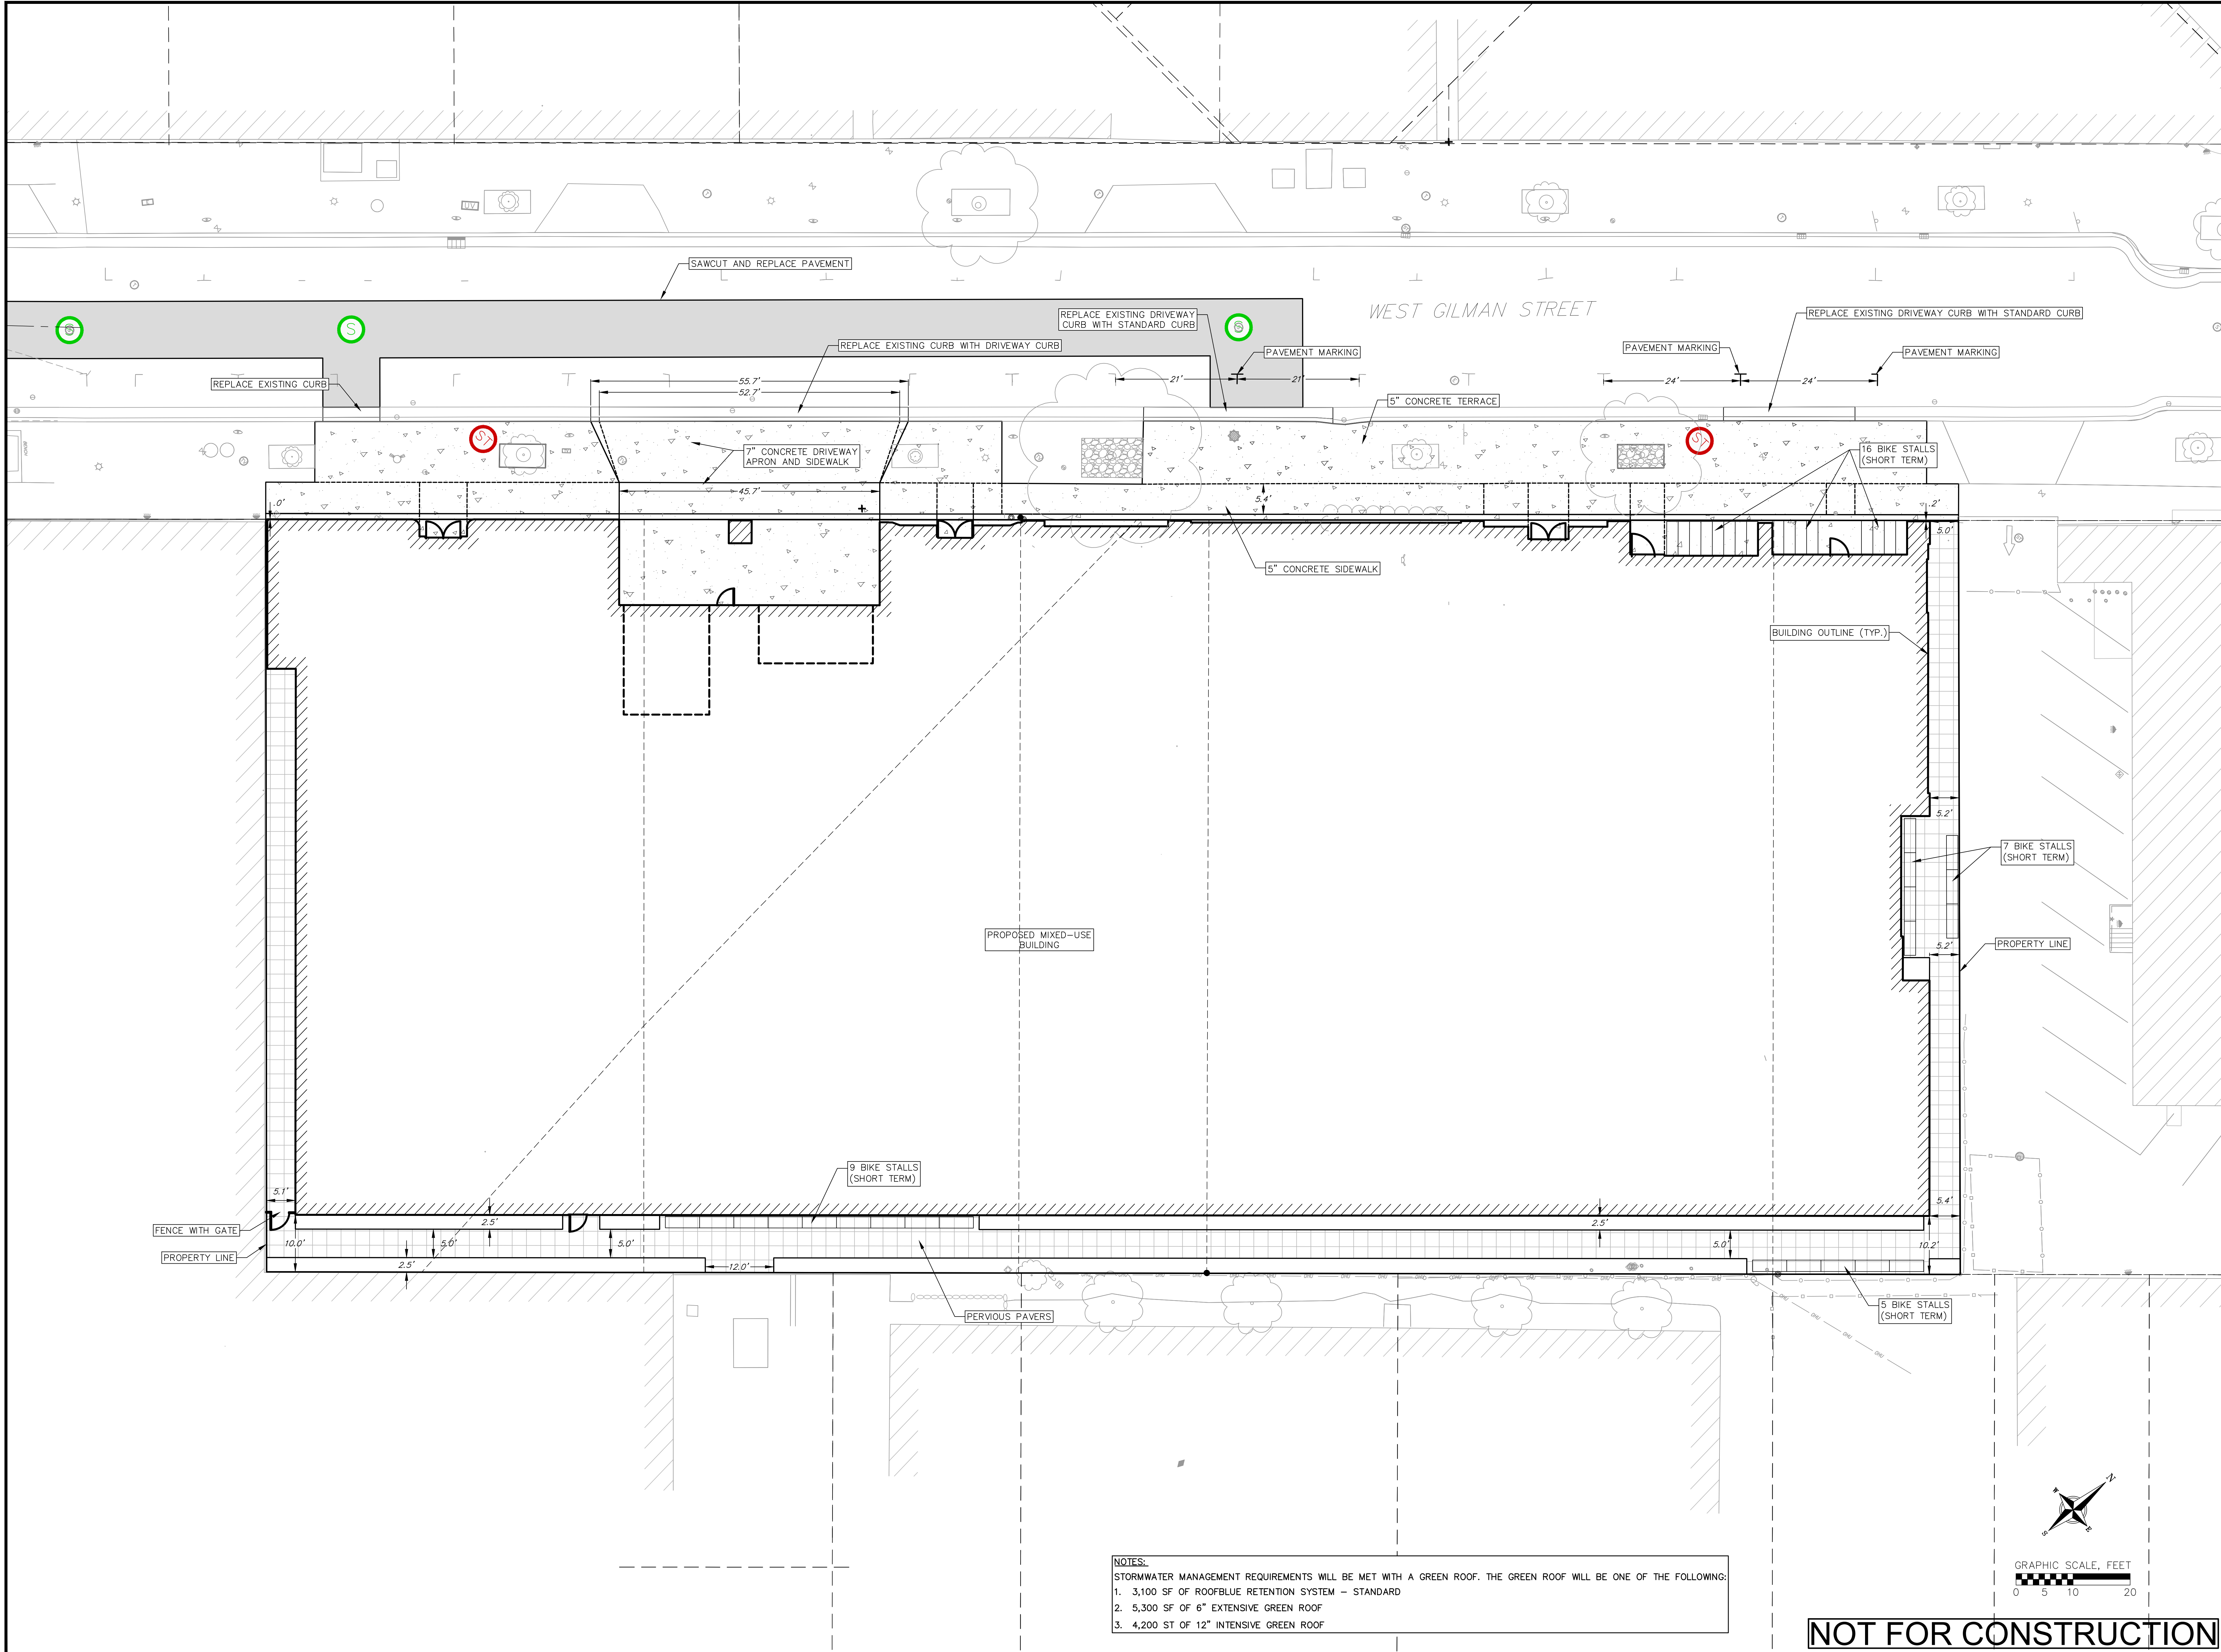 SAWCUT AND REPLACE PAVEMENT
WEST GILMAN STREET
REPLACE EXISTING DRIVEWAY
CURB WITH STANDARD CURB
REPLACE EXISTING DRIVEWAY CURB WITH STANDARD CURB
S
REPLACE EXISTING CURB WITH DRIVEWAY CURB
PAVEMENT MARKING
PAVEMENT MARKING
PAVEMENT MARKING
REPLACE EXISTING CURB
55.7'
52.7'
21'
21'
24'
24'
5" CONCRETE TERRACE
ST
ST
7" CONCRETE DRIVEWAY
APRON AND SIDEWALK
16 BIKE STALLS
(SHORT TERM)
45.7'
.0'
5.4'
.2'
5.0'
5" CONCRETE SIDEWALK
BUILDING OUTLINE (TYP.)
5.2'
7 BIKE STALLS
(SHORT TERM)
PROPOSED MIXED-USE
BUILDING
5.2'
PROPERTY LINE
9 BIKE STALLS
(SHORT TERM)
5.1'
5.4'
FENCE WITH GATE
2.5'
2.5'
PROPERTY LINE
10.0'
5.0'
5.0'
5.0'
10.2'
2.5'
12.0'
PERVIOUS PAVERS
5 BIKE STALLS
(SHORT TERM)
N
W
S
E
NOTES:
STORMWATER MANAGEMENT REQUIREMENTS WILL BE MET WITH A GREEN ROOF. THE GREEN ROOF WILL BE ONE OF THE FOLLOWING:
1. 3,100 SF OF ROOFBLUE RETENTION SYSTEM – STANDARD
2. 5,300 SF OF 6" EXTENSIVE GREEN ROOF
3. 4,200 ST OF 12" INTENSIVE GREEN ROOF
GRAPHIC SCALE, FEET
0 5 10 20
NOT FOR CONSTRUCTION